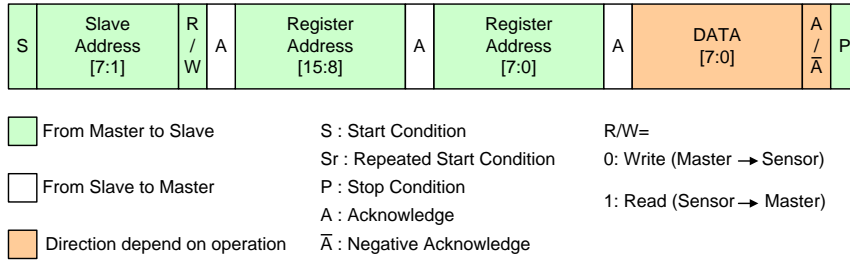 S
Slave
Address
[7:1]
R
/
W
A
Register
Address
[15:8]
A
Register
Address
[7:0]
A
DATA
[7:0]
A
/
A̅
P
From Master to Slave
S : Start Condition
R/W=
Sr : Repeated Start Condition
0: Write (Master → Sensor)
From Slave to Master
P : Stop Condition
1: Read (Sensor → Master)
A : Acknowledge
Direction depend on operation
A̅ : Negative Acknowledge